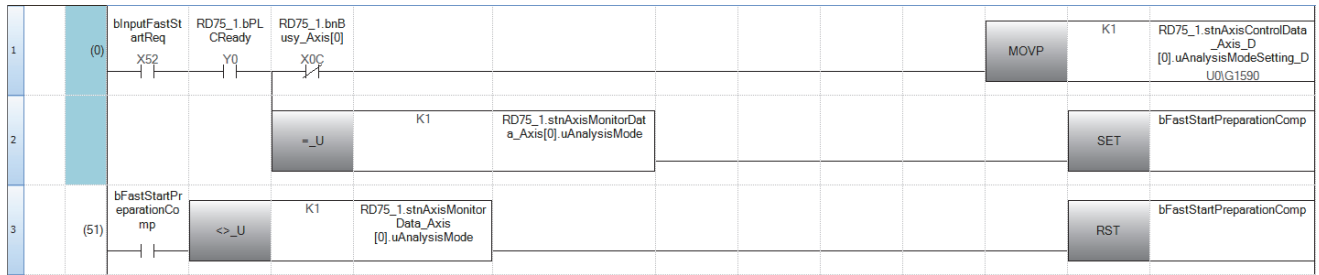 bInputFastSt
artReq
X52
RD75_1.bPL
CReady
Y0
RD75_1.bnB
usy_Axis[0]
X0C
1
(0)
MOVP
K1
RD75_1.stnAxisControlData
_Axis_D
[0].uAnalysisModeSetting_D
U0\G1590
2
=_U
K1
RD75_1.stnAxisMonitorDat
a_Axis[0].uAnalysisMode
SET
bFastStartPreparationComp
3
(51)
bFastStartPr
eparationCo
mp
<>_U
K1
RD75_1.stnAxisMonitor
Data_Axis
[0].uAnalysisMode
RST
bFastStartPreparationComp